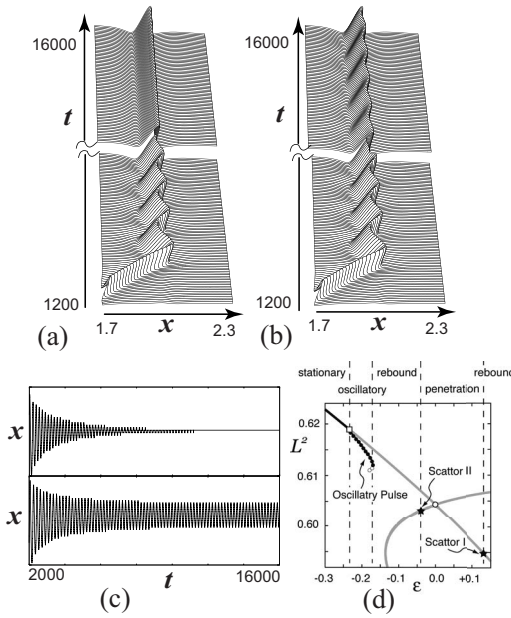 16000
t
1200
(a)
1.7
x
2.3
16000
t
1200
(b)
1.7
x
2.3
x
x
2000
t
16000
(c)
stationary
rebound
rebound
oscillatory
penetration
0.62
L²
0.61
0.60
Oscillatry Pulse
Scattor II
Scattor I
-0.3
-0.2
-0.1
0.0
+0.1
ε
(d)